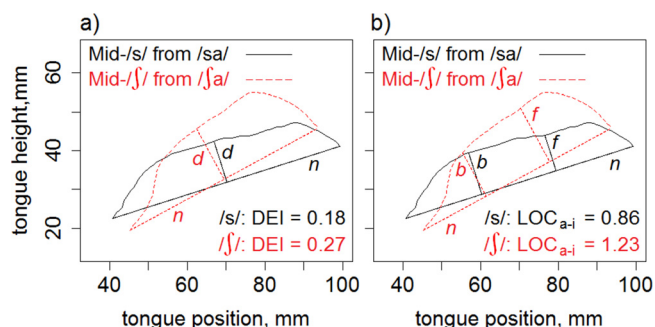 a)
Mid-/s/ from /sa/
Mid-/ʃ/ from /ʃa/
d
d
n
n
/s/: DEI = 0.18
/ʃ/: DEI = 0.27
tongue height,mm
20
40
60
40
60
80
100
tongue position, mm
b)
Mid-/s/ from /sa/
Mid-/ʃ/ from /ʃa/
f
f
b
b
n
n
/s/: LOCa-i = 0.86
/ʃ/: LOCa-i = 1.23
40
60
80
100
tongue position, mm